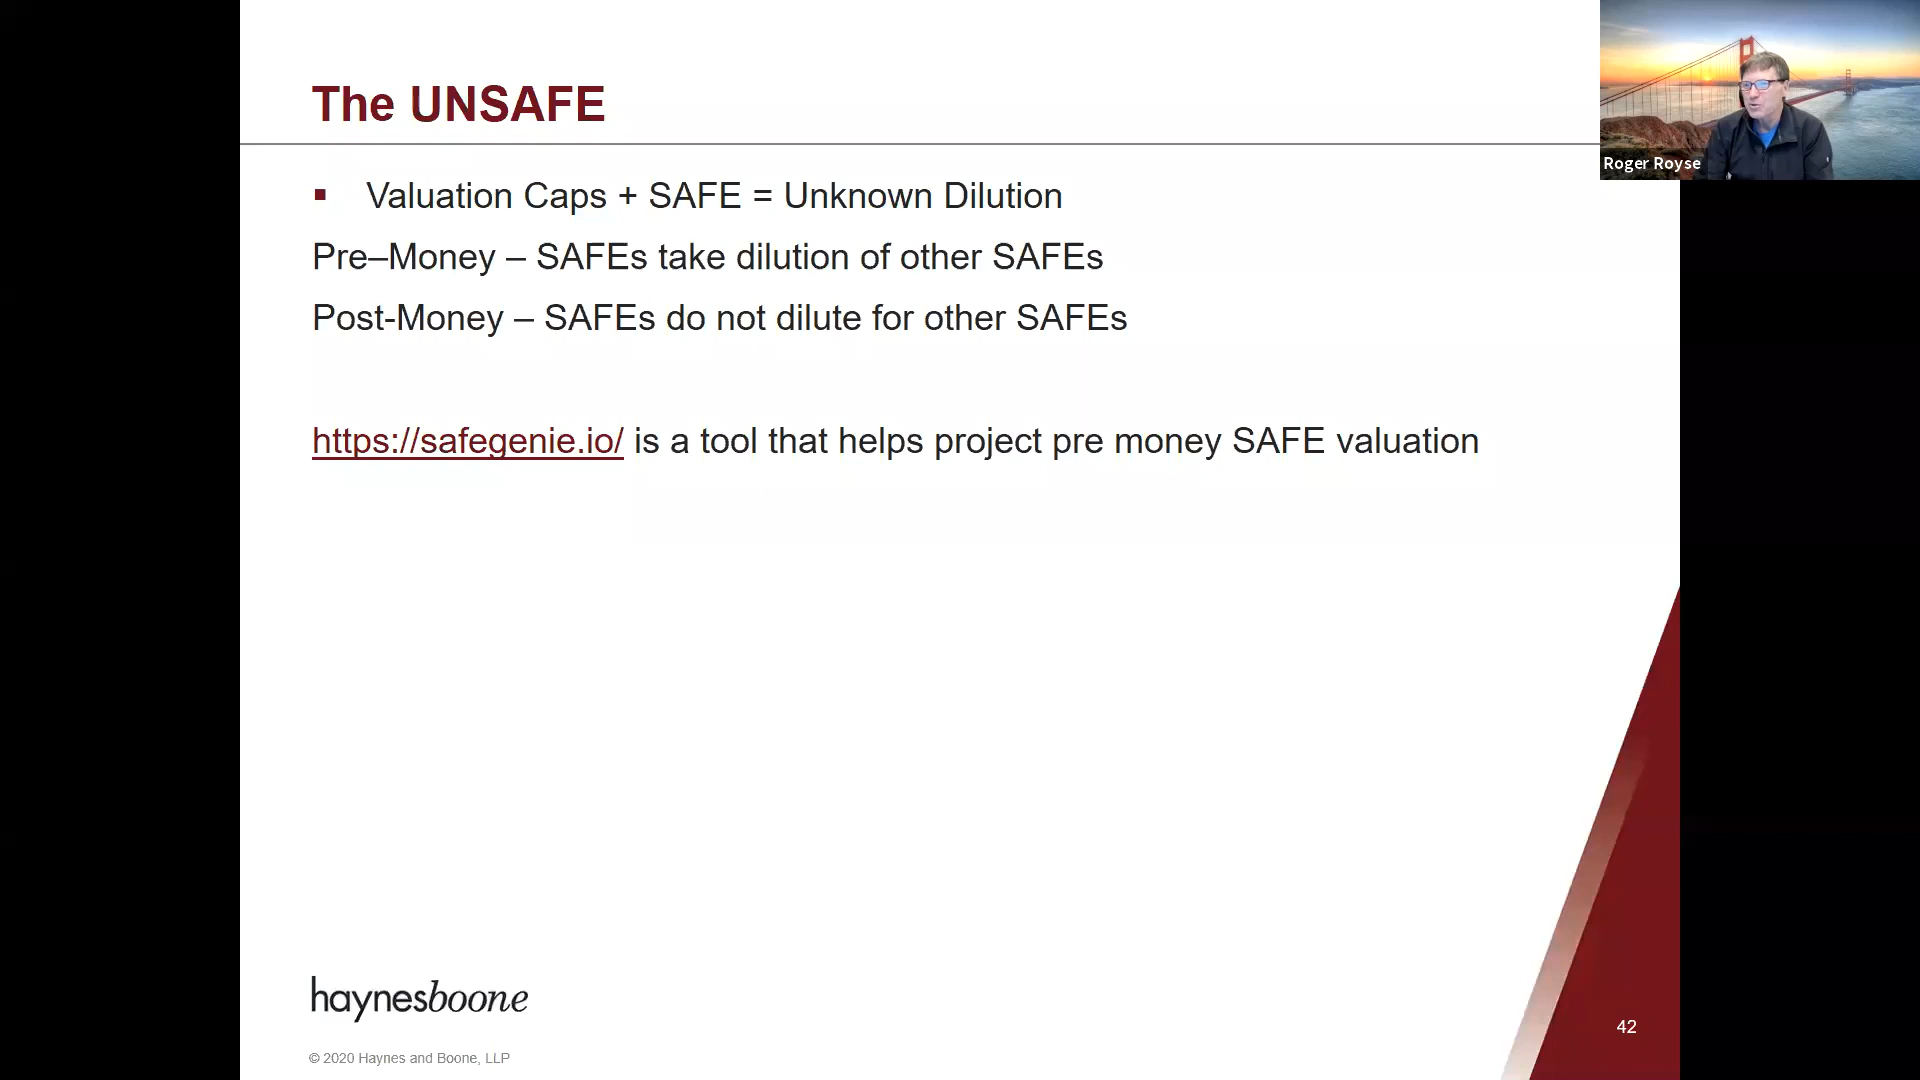 The UNSAFE
Roger Royse
▪ Valuation Caps + SAFE = Unknown Dilution
Pre–Money – SAFEs take dilution of other SAFEs
Post-Money – SAFEs do not dilute for other SAFEs
https://safegenie.io/ is a tool that helps project pre money SAFE valuation
haynesboone
42
© 2020 Haynes and Boone, LLP